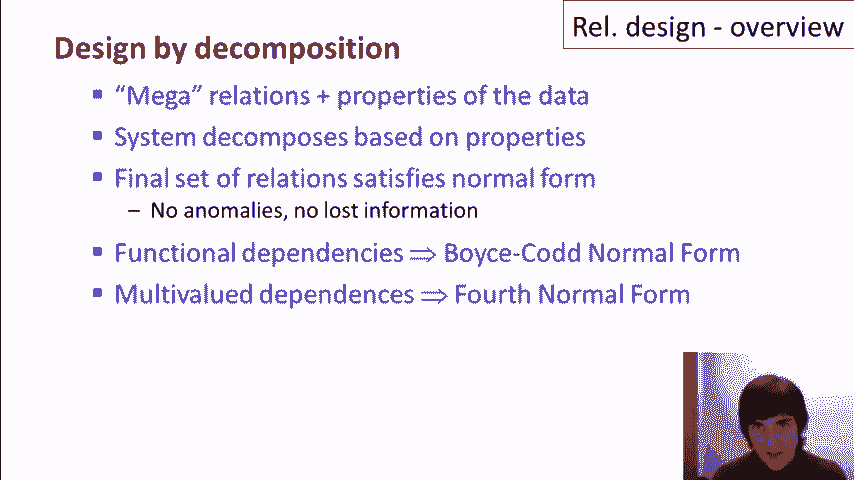 Rel. design - overview
Design by decomposition
▪ “Mega” relations + properties of the data
▪ System decomposes based on properties
▪ Final set of relations satisfies normal form
– No anomalies, no lost information
▪ Functional dependencies ⇒ Boyce-Codd Normal Form
▪ Multivalued dependences ⇒ Fourth Normal Form